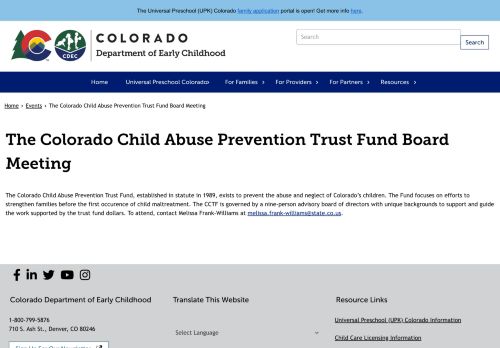 The Universal Preschool (UPK) Colorado family application portal is open! Get more info here.
COLORADO
Department of Early Childhood
CDEC
Search
Search
Home Universal Preschool Colorado For Families For Providers For Partners Resources
Home › Events › The Colorado Child Abuse Prevention Trust Fund Board Meeting
The Colorado Child Abuse Prevention Trust Fund Board
Meeting
The Colorado Child Abuse Prevention Trust Fund, established in statute in 1989, exists to prevent the abuse and neglect of Colorado's children. The Fund focuses on efforts to
strengthen families before the first occurence of child maltreatment. The CCTF is governed by a nine-person advisory board of directors with unique backgrounds to support and guide
the work supported by the trust fund dollars. To attend, contact Melissa Frank-Williams at melissa.frank-williams@state.co.us.
Colorado Department of Early Childhood
Translate This Website
Resource Links
1-800-799-5876
710 S. Ash St., Denver, CO 80246
Select Language
Universal Preschool (UPK) Colorado Information
Child Care Licensing Information
Sign Up For Our Newsletter